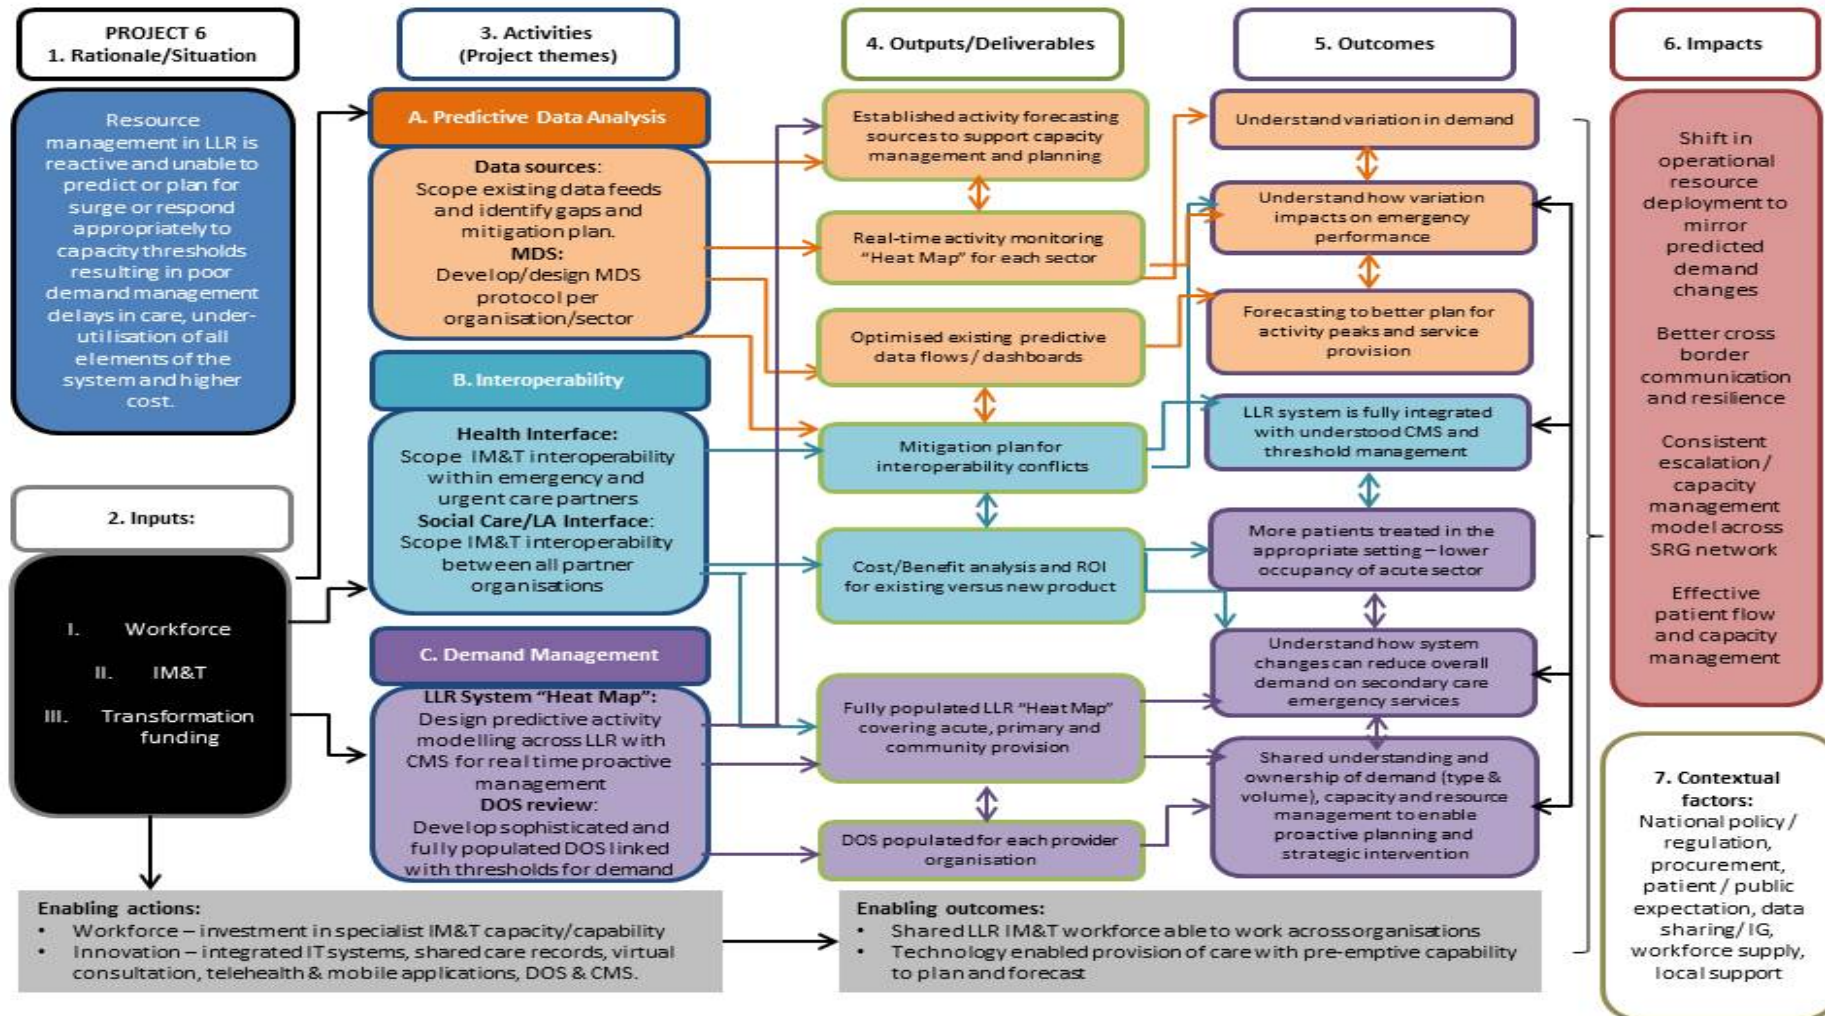 PROJECT 6
1. Rationale/Situation
Resource
management in LLR is
reactive and unable to
predict or plan for
surge or respond
appropriately to
capacity thresholds
resulting in poor
demand management
delays in care, under-
utilisation of all
elements of the
system and higher
cost.
2. Inputs:
I. Workforce
II. IM&T
III. Transformation
funding
3. Activities
(Project themes)
A. Predictive Data Analysis
Data sources:
Scope existing data feeds
and identify gaps and
mitigation plan.
MDS:
Develop/design MDS
protocol per
organisation/sector
B. Interoperability
Health Interface:
Scope IM&T interoperability
within emergency and
urgent care partners
Social Care/LA Interface:
Scope IM&T interoperability
between all partner
organisations
C. Demand Management
LLR System “Heat Map”:
Design predictive activity
modelling across LLR with
CMS for real time proactive
management
DOS review:
Develop sophisticated and
fully populated DOS linked
with thresholds for demand
4. Outputs/Deliverables
Established activity forecasting
sources to support capacity
management and planning
Real-time activity monitoring
“Heat Map” for each sector
Optimised existing predictive
data flows / dashboards
Mitigation plan for
interoperability conflicts
Cost/Benefit analysis and ROI
for existing versus new product
Fully populated LLR “Heat Map”
covering acute, primary and
community provision
DOS populated for each provider
organisation
5. Outcomes
Understand variation in demand
Understand how variation
impacts on emergency
performance
Forecasting to better plan for
activity peaks and service
provision
LLR system is fully integrated
with understood CMS and
threshold management
More patients treated in the
appropriate setting – lower
occupancy of acute sector
Understand how system
changes can reduce overall
demand on secondary care
emergency services
Shared understanding and
ownership of demand (type &
volume), capacity and resource
management to enable
proactive planning and
strategic intervention
6. Impacts
Shift in
operational
resource
deployment to
mirror
predicted
demand
changes
Better cross
border
communication
and resilience
Consistent
escalation /
capacity
management
model across
SRG network
Effective
patient flow
and capacity
management
7. Contextual
factors:
National policy /
regulation,
procurement,
patient / public
expectation, data
sharing/ IG,
workforce supply,
local support
Enabling actions:
• Workforce – investment in specialist IM&T capacity/capability
• Innovation – integrated IT systems, shared care records, virtual
consultation, telehealth & mobile applications, DOS & CMS.
Enabling outcomes:
• Shared LLR IM&T workforce able to work across organisations
• Technology enabled provision of care with pre-emptive capability
to plan and forecast